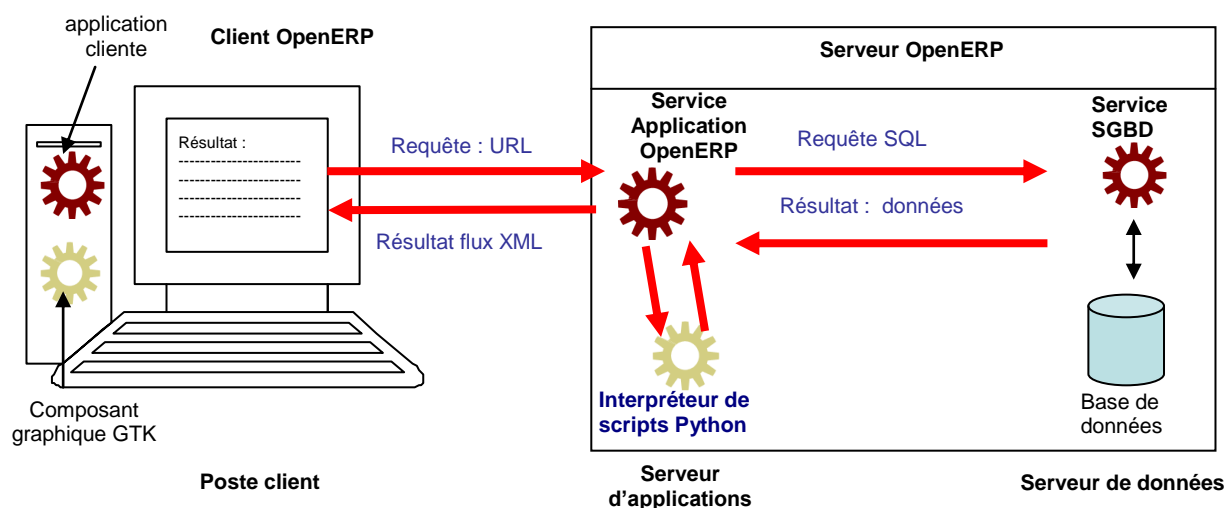 application
cliente
Client OpenERP
Serveur OpenERP
Résultat :
---------------------
---------------------
---------------------
---------------------
Requête : URL
Résultat flux XML
Service
Application
OpenERP
Requête SQL
Résultat :  données
Service
SGBD
Interpréteur de
scripts Python
Base de
données
Composant
graphique GTK
Poste client
Serveur
d'applications
Serveur de données